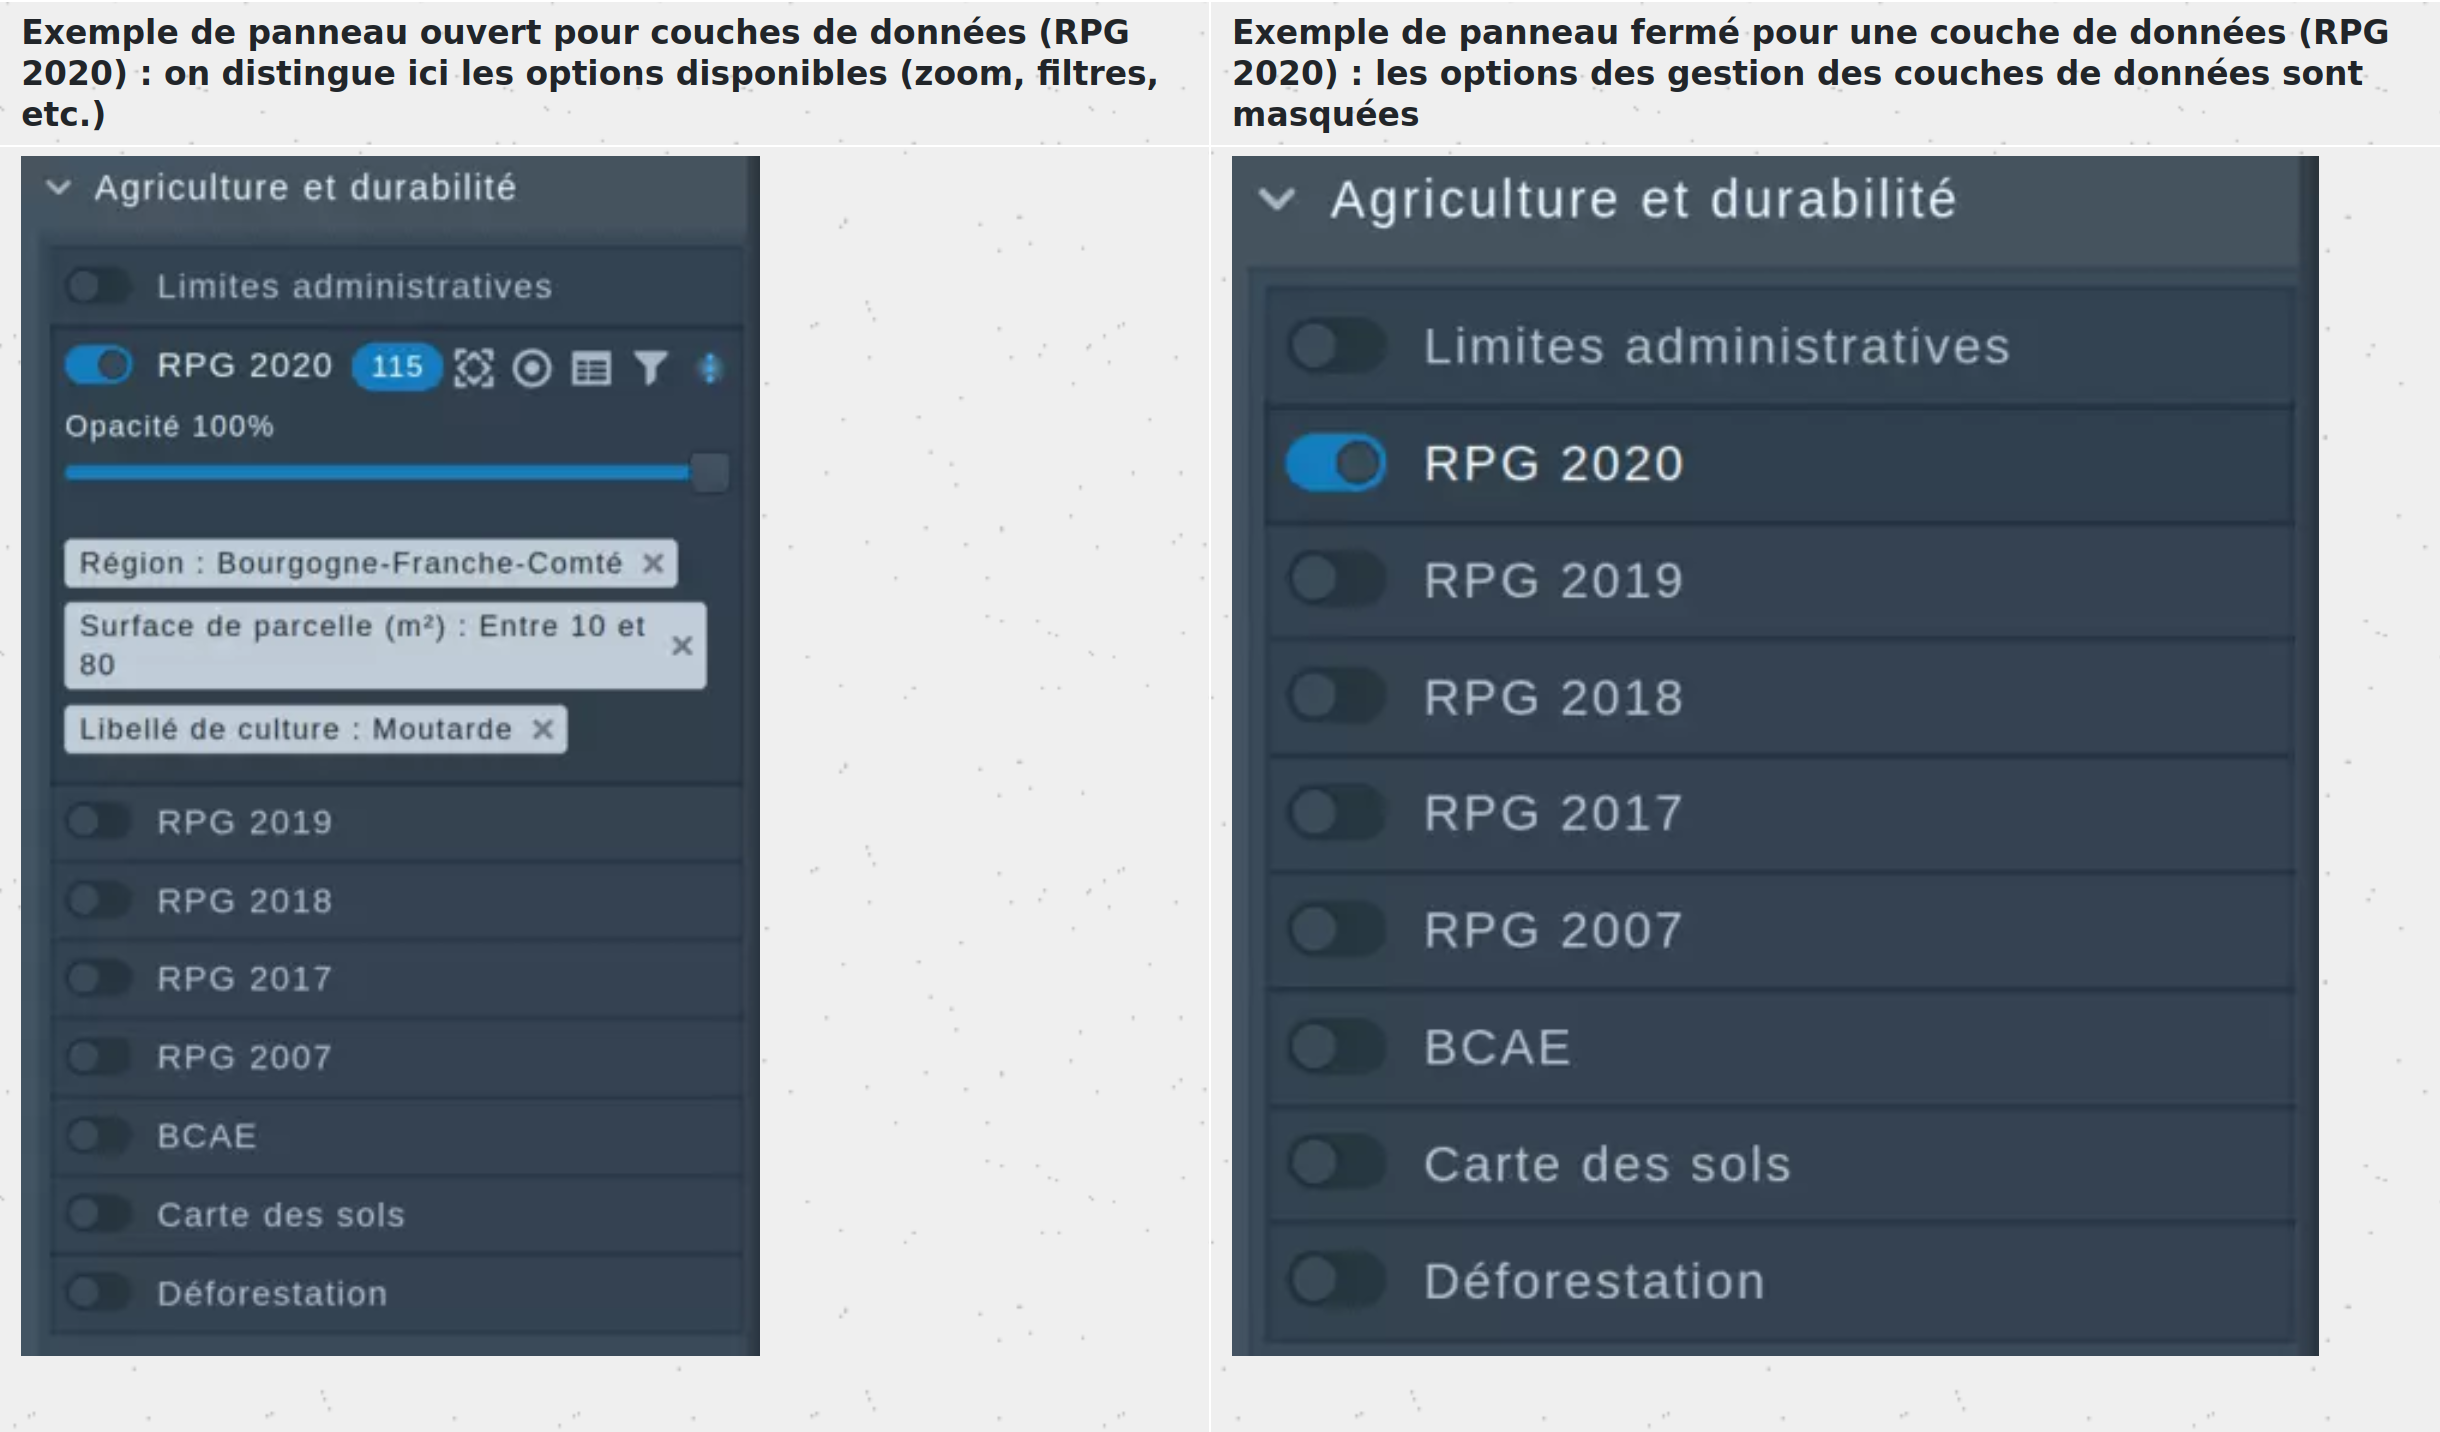 Exemple de panneau ouvert pour couches de données (RPG
2020) : on distingue ici les options disponibles (zoom, filtres,
etc.)
Exemple de panneau fermé pour une couche de données (RPG
2020) : les options des gestion des couches de données sont
masquées
Agriculture et durabilité
Limites administratives
RPG 2020 115
Opacité 100%
Région : Bourgogne-Franche-Comté ✕
Surface de parcelle (m²) : Entre 10 et
80 ✕
Libellé de culture : Moutarde ✕
RPG 2019
RPG 2018
RPG 2017
RPG 2007
BCAE
Carte des sols
Déforestation
Agriculture et durabilité
Limites administratives
RPG 2020
RPG 2019
RPG 2018
RPG 2017
RPG 2007
BCAE
Carte des sols
Déforestation